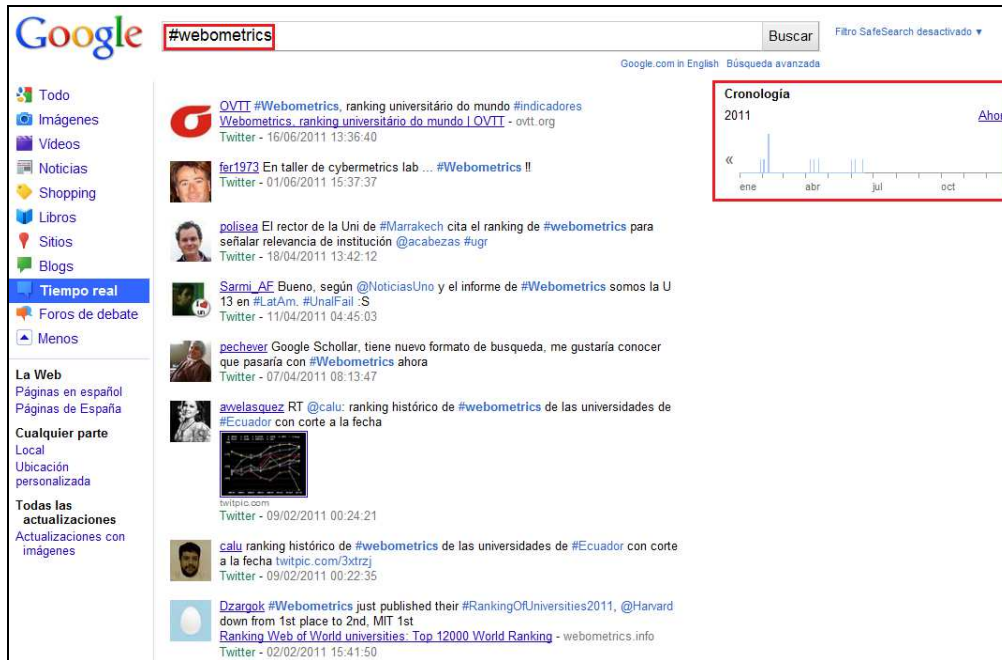 Google
#webometrics
Buscar
Filtro SafeSearch desactivado ▼
Google.com in English Búsqueda avanzada
Todo
Imágenes
Vídeos
Noticias
Shopping
Libros
Sitios
Blogs
Tiempo real
Foros de debate
Menos
La Web
Páginas en español
Páginas de España
Cualquier parte
Local
Ubicación
personalizada
Todas las
actualizaciones
Actualizaciones con
imágenes
OVTT #Webometrics, ranking universitário do mundo #indicadores
Webometrics. ranking universitário do mundo | OVTT - ovtt.org
Twitter - 16/06/2011 13:36:40
fer1973 En taller de cybermetrics lab ... #Webometrics !!
Twitter - 01/06/2011 15:37:37
polisea El rector de la Uni de #Marrakech cita el ranking de #webometrics para
señalar relevancia de institución @acabezas #ugr
Twitter - 18/04/2011 13:42:12
Sarmi_AF Bueno, según @NoticiasUno y el informe de #Webometrics somos la U
13 en #LatAm. #UnalFail :S
Twitter - 11/04/2011 04:45:03
pechever Google Schollar, tiene nuevo formato de busqueda, me gustaría conocer
que pasaría con #Webometrics ahora
Twitter - 07/04/2011 08:13:47
awelasquez RT @calu: ranking histórico de #webometrics de las universidades de
#Ecuador con corte a la fecha
twitpic.com
Twitter - 09/02/2011 00:24:21
calu ranking histórico de #webometrics de las universidades de #Ecuador con corte
a la fecha twitpic.com/3xtrzj
Twitter - 09/02/2011 00:22:35
Dzargok #Webometrics just published their #RankingOfUniversities2011, @Harvard
down from 1st place to 2nd, MIT 1st
Ranking Web of World universities: Top 12000 World Ranking - webometrics.info
Twitter - 02/02/2011 15:41:50
Cronología
2011 Ahor
«
ene abr jul oct